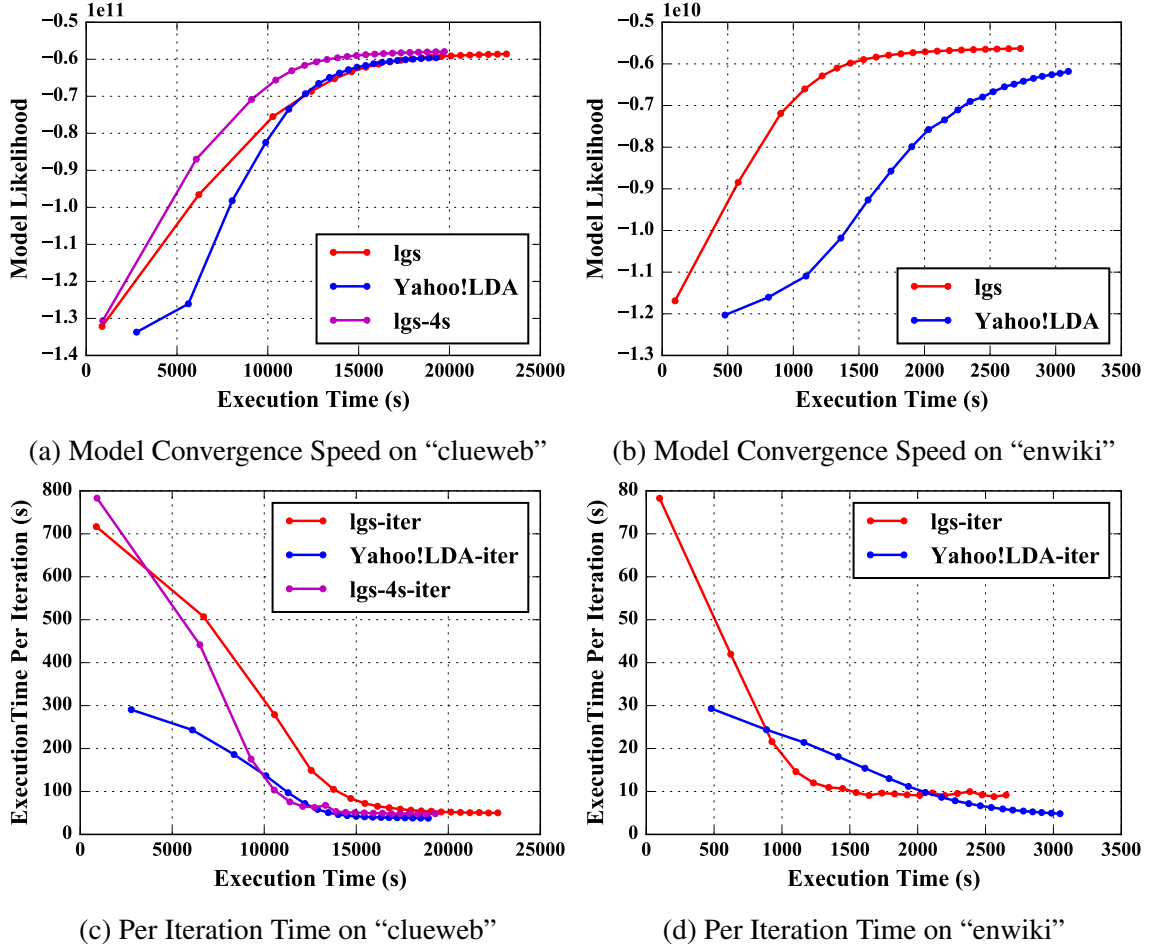 1e11
−0.5
−0.6
−0.7
−0.8
−0.9
−1.0
−1.1
−1.2
−1.3
−1.4
Model Likelihood
0 5000 10000 15000 20000 25000
Execution Time (s)
lgs
Yahoo!LDA
lgs-4s
(a) Model Convergence Speed on “clueweb”
1e10
−0.5
−0.6
−0.7
−0.8
−0.9
−1.0
−1.1
−1.2
−1.3
Model Likelihood
0 500 1000 1500 2000 2500 3000 3500
Execution Time (s)
lgs
Yahoo!LDA
(b) Model Convergence Speed on “enwiki”
800
700
600
500
400
300
200
100
0
ExecutionTime Per Iteration (s)
0 5000 10000 15000 20000 25000
Execution Time (s)
lgs-iter
Yahoo!LDA-iter
lgs-4s-iter
(c) Per Iteration Time on “clueweb”
80
70
60
50
40
30
20
10
0
ExecutionTime Per Iteration (s)
0 500 1000 1500 2000 2500 3000 3500
Execution Time (s)
lgs-iter
Yahoo!LDA-iter
(d) Per Iteration Time on “enwiki”